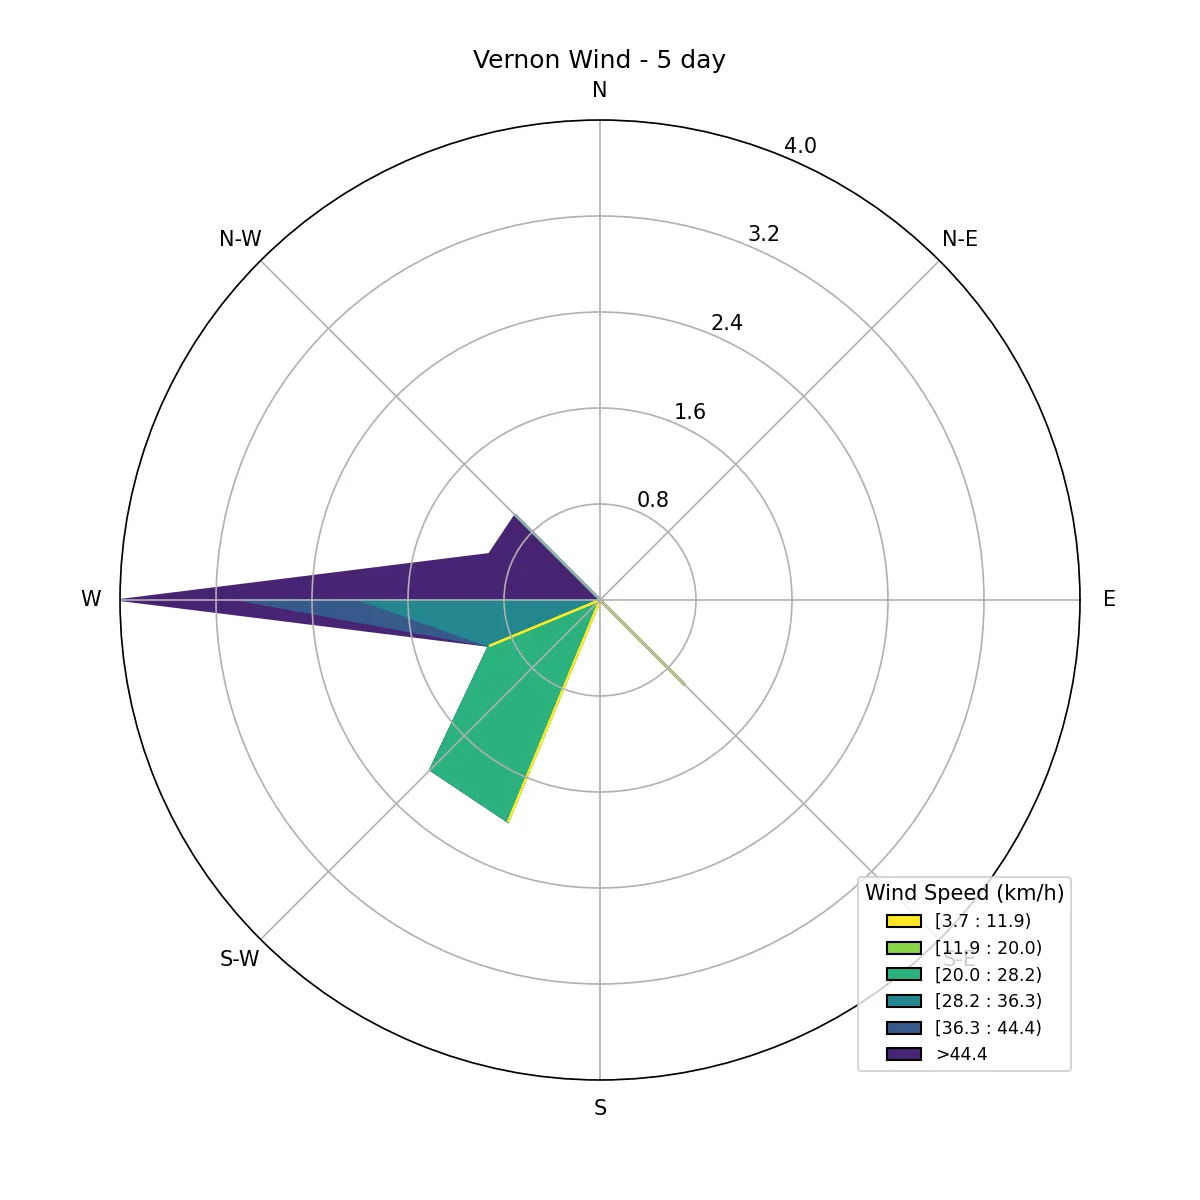 Vernon Wind - 5 day
N
4.0
N-W
3.2
N-E
2.4
1.6
0.8
W
E
S-W
S-E
S
Wind Speed (km/h)
[3.7 : 11.9)
[11.9 : 20.0)
[20.0 : 28.2)
[28.2 : 36.3)
[36.3 : 44.4)
>44.4